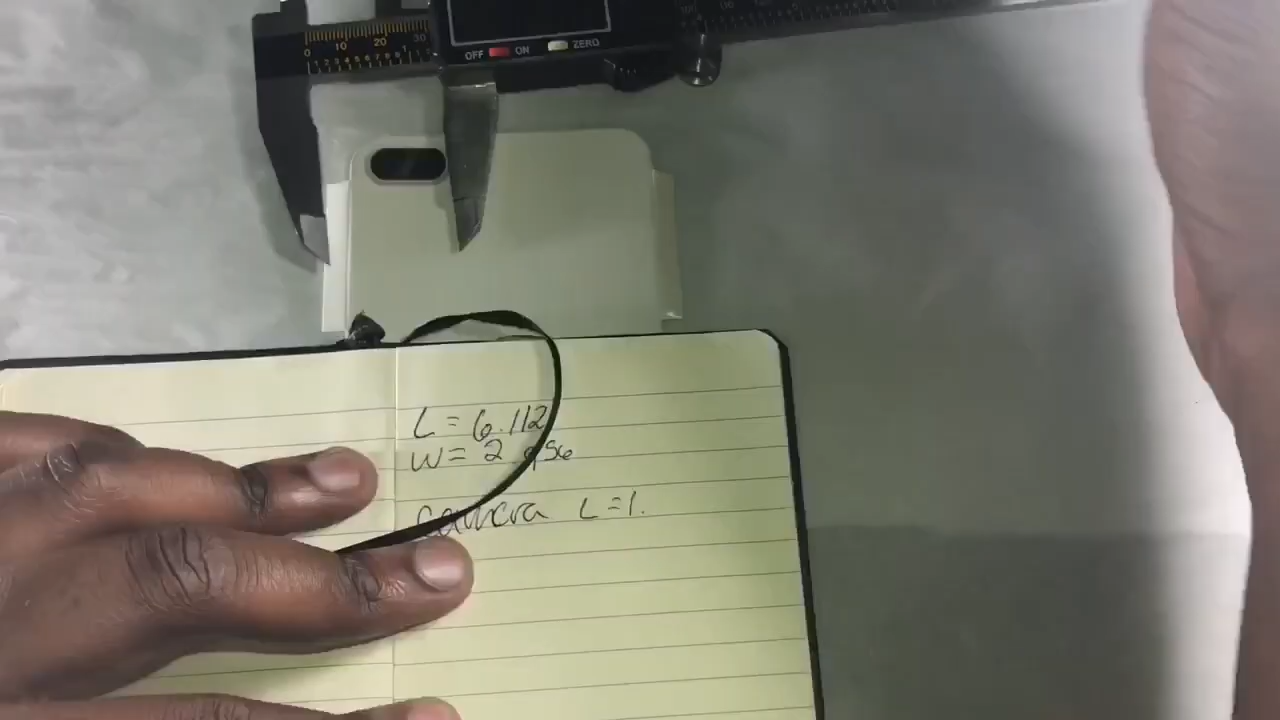 0 10 20 30
OFF ON ZERO
L = 6.112
W = 2 956
camera L = 1.